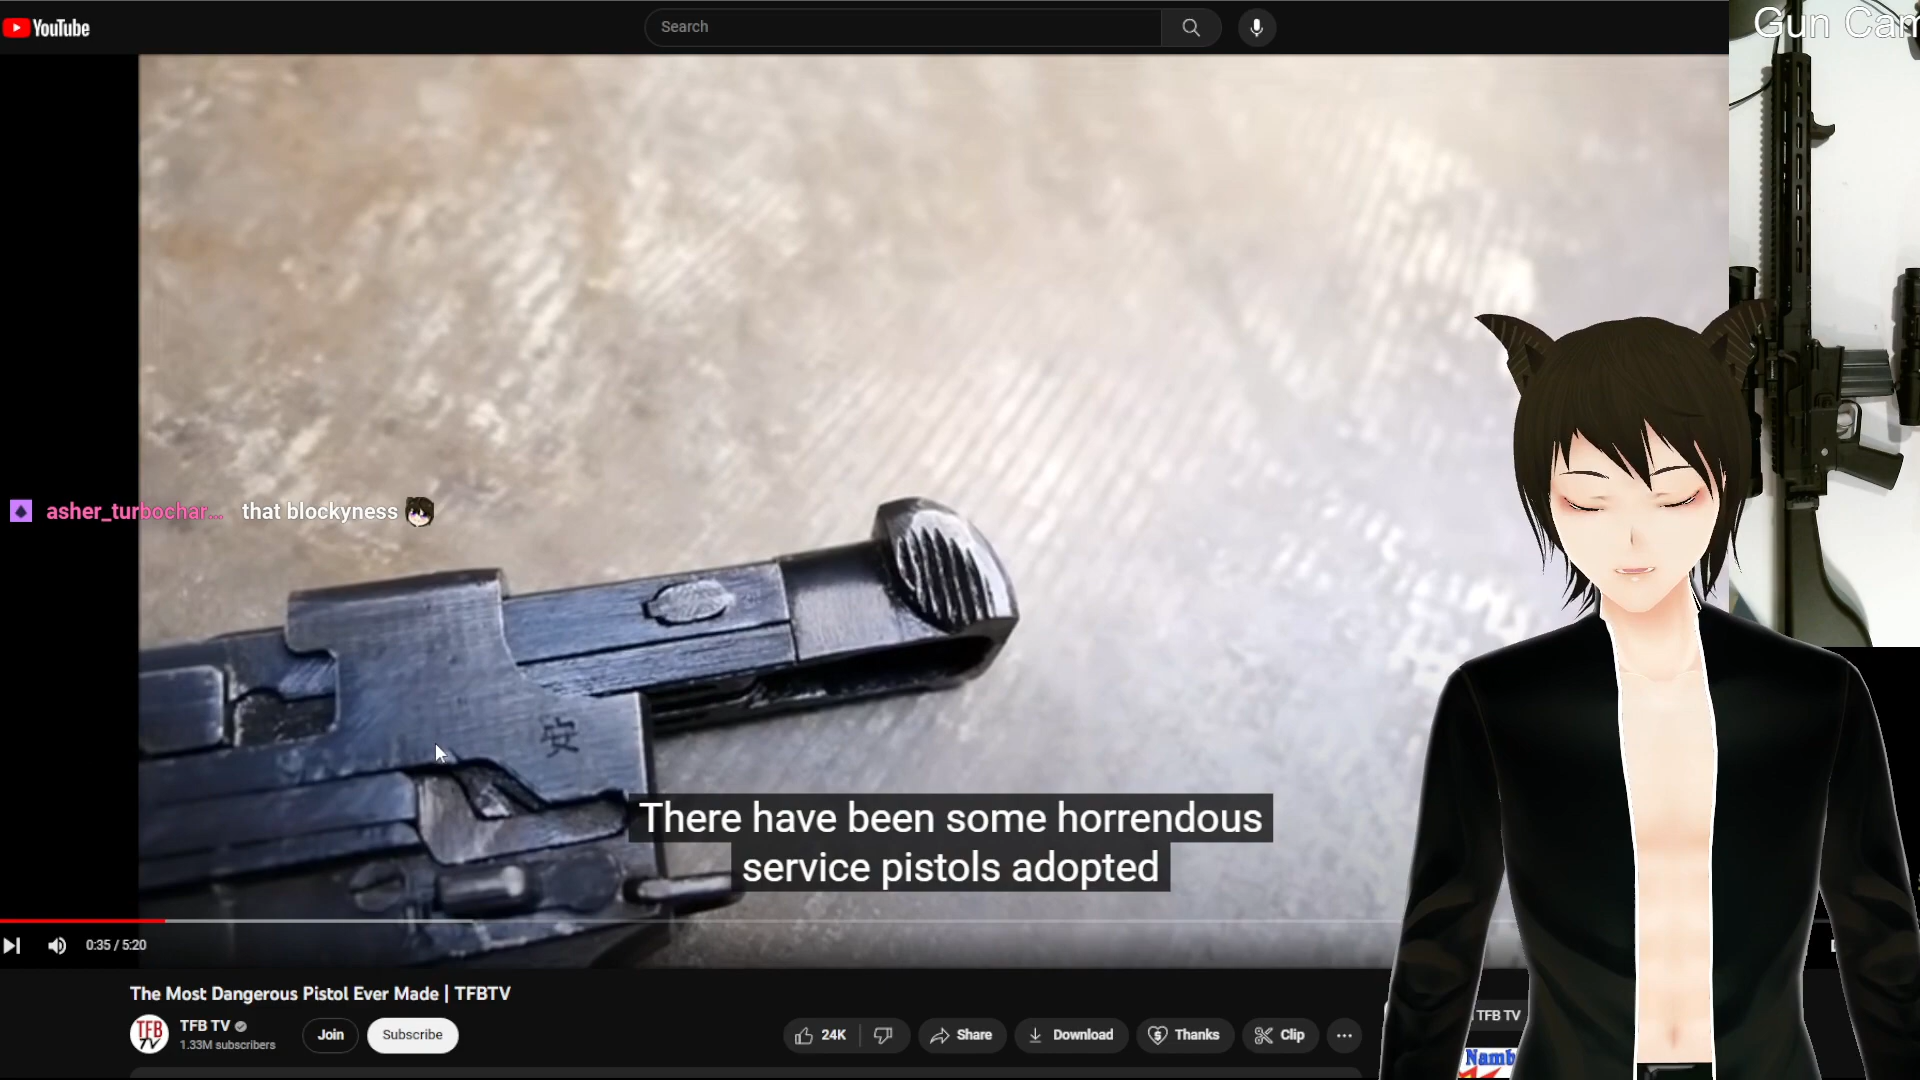 YouTube
Search
Gun Cam
asher_turbochar... that blockyness
安
There have been some horrendous
service pistols adopted
0:35 / 5:20
The Most Dangerous Pistol Ever Made | TFBTV
TFB TV
TFB TV
1.33M subscribers
Join
Subscribe
24K
Share
Download
Thanks
Clip
TFB TV
Namb